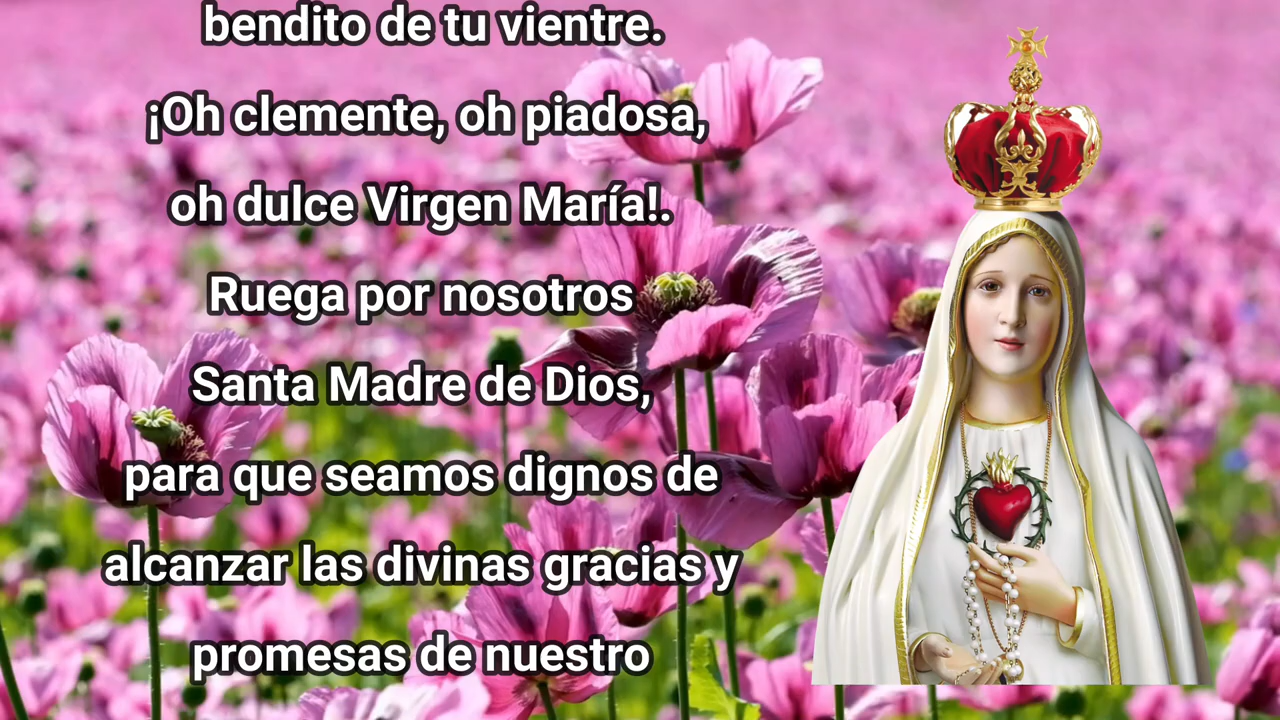 bendito de tu vientre.
¡Oh clemente, oh piadosa,
oh dulce Virgen María!.
Ruega por nosotros
Santa Madre de Dios,
para que seamos dignos de
alcanzar las divinas gracias y
promesas de nuestro